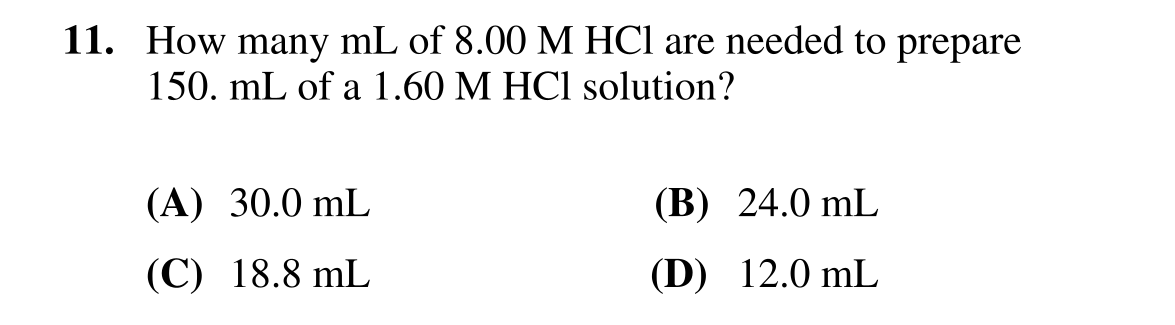 11. How many mL of 8.00 M HCl are needed to prepare
150. mL of a 1.60 M HCl solution?
(A) 30.0 mL (B) 24.0 mL
(C) 18.8 mL (D) 12.0 mL